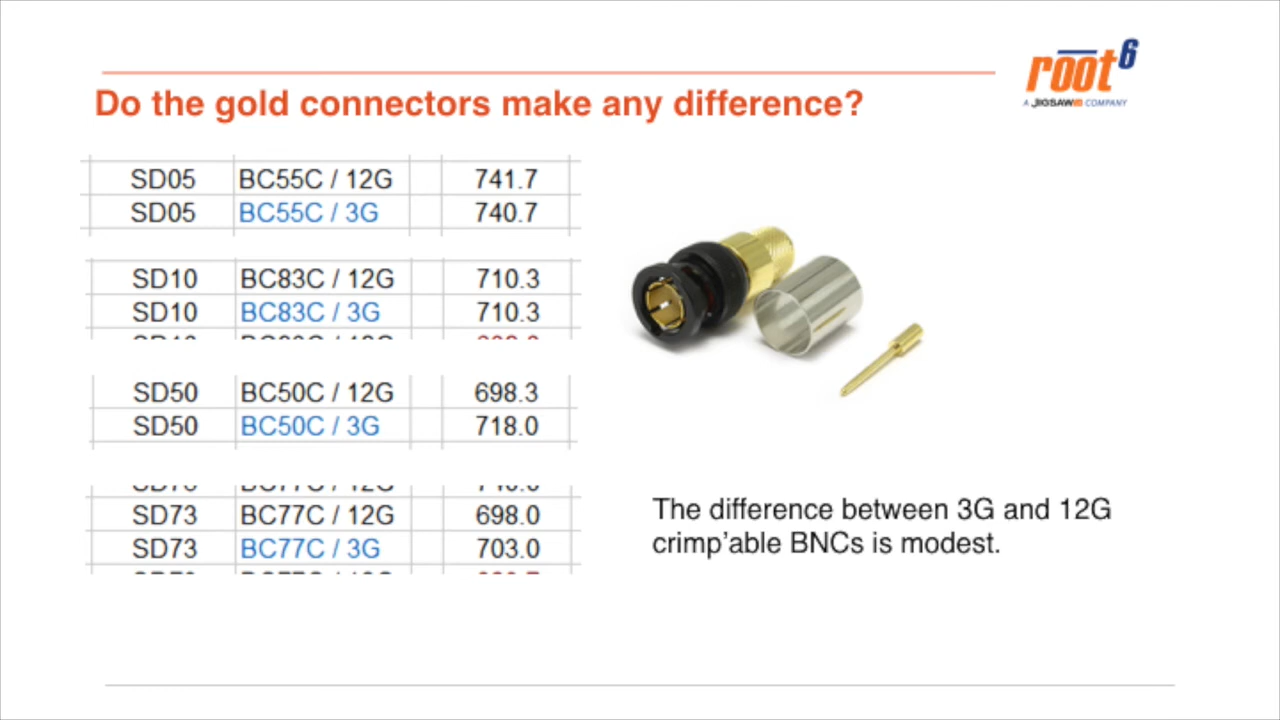 root6
A JIGSAW24 COMPANY
Do the gold connectors make any difference?
SD05 BC55C / 12G 741.7
SD05 BC55C / 3G 740.7
SD10 BC83C / 12G 710.3
SD10 BC83C / 3G 710.3
SD50 BC50C / 12G 698.3
SD50 BC50C / 3G 718.0
SD73 BC77C / 12G 698.0
SD73 BC77C / 3G 703.0
The difference between 3G and 12G
crimp’able BNCs is modest.